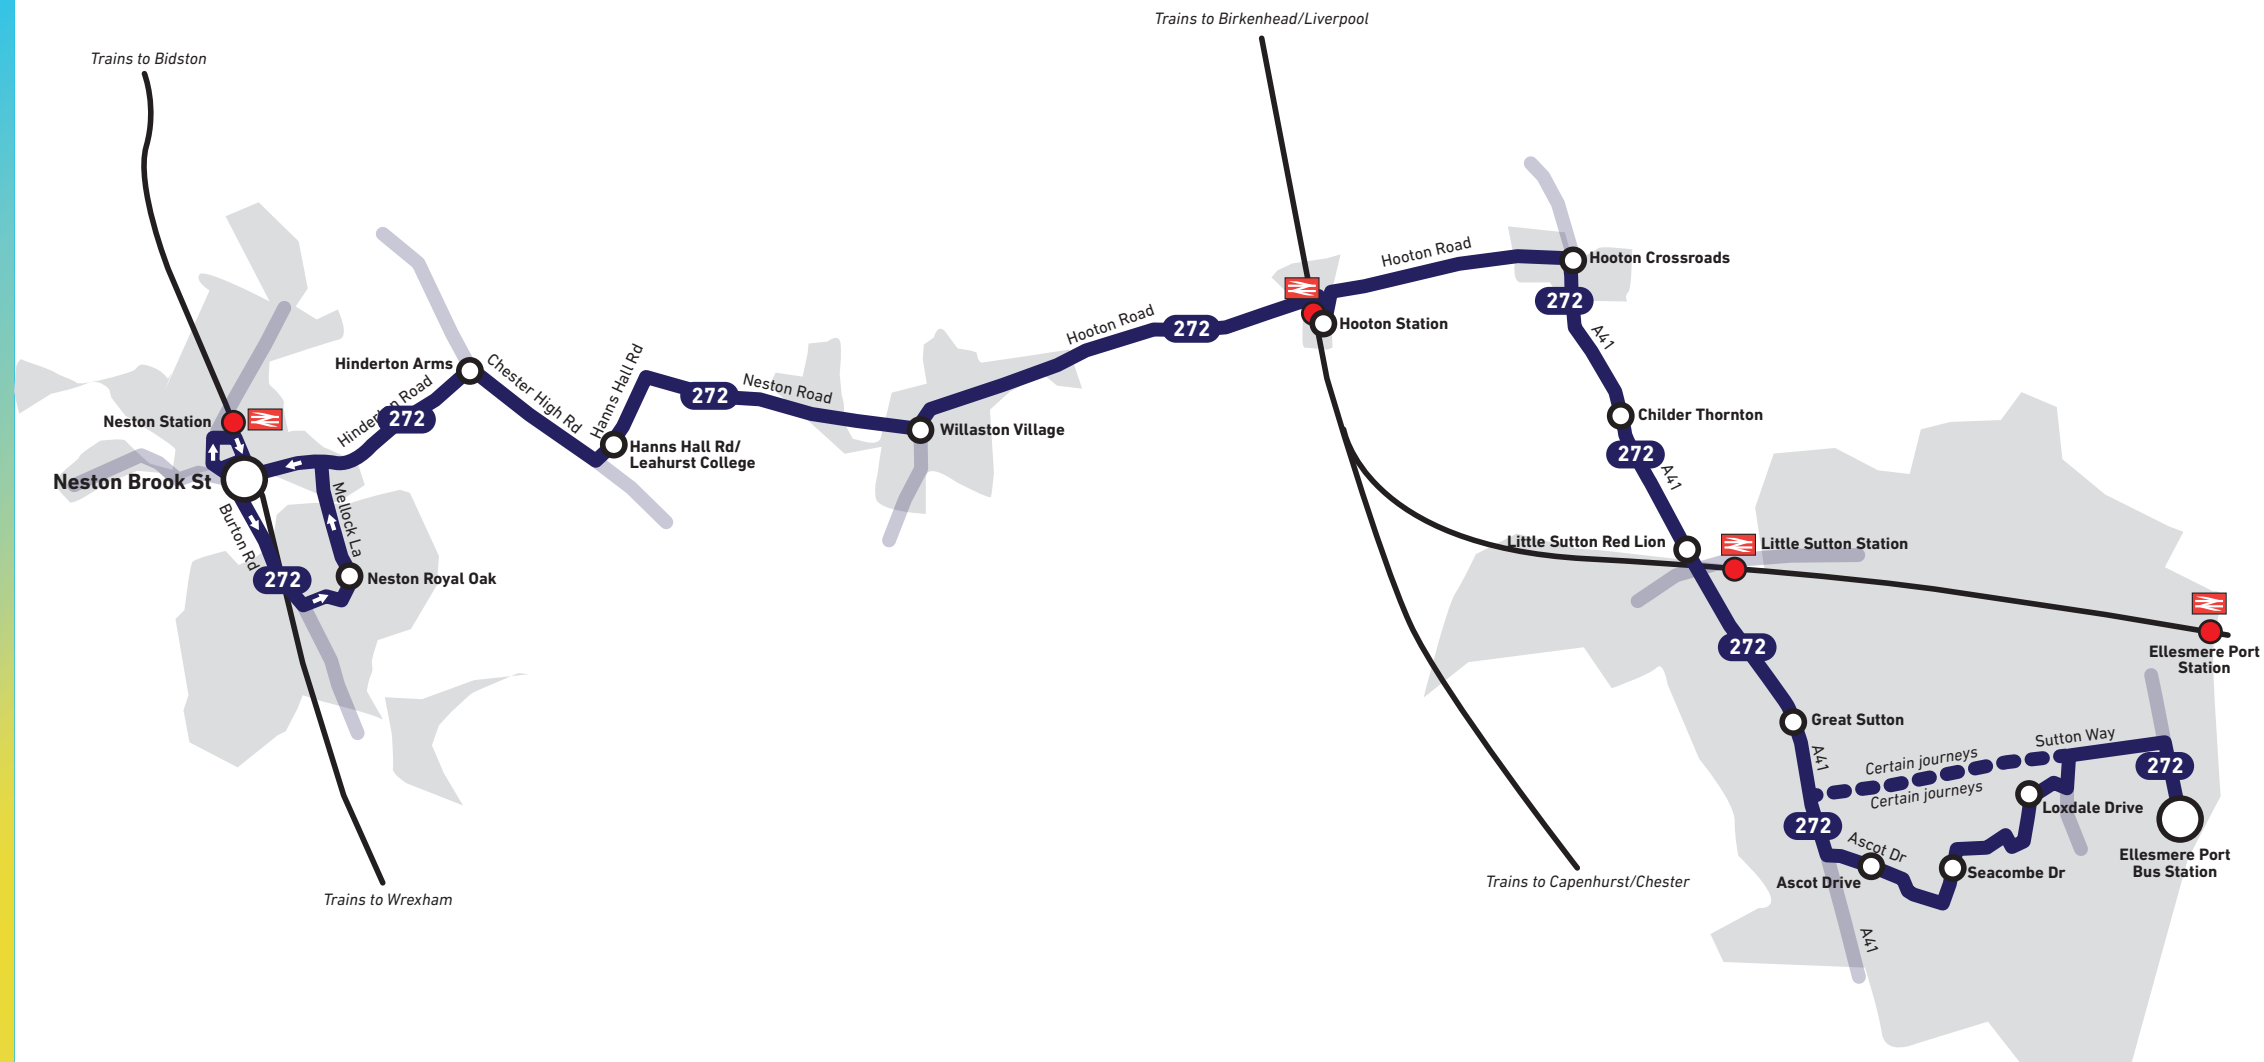 Trains to Birkenhead/Liverpool
Trains to Bidston
Hooton Road
Hooton Crossroads
272
Hooton Road
272
Hooton Station
A41
Hinderton Arms
Chester High Rd
Hanns Hall Rd
Hinderton Road
272
272
Neston Road
Neston Station
Childer Thornton
Willaston Village
Hanns Hall Rd/
Leahurst College
272
A41
Neston Brook St
Mellock La
Burton Rd
Little Sutton Red Lion
Little Sutton Station
272
Neston Royal Oak
272
Ellesmere Port
Station
Great Sutton
A41
Sutton Way
Certain journeys
Certain journeys
272
Loxdale Drive
272
Ascot Dr
Ellesmere Port
Bus Station
Seacombe Dr
Ascot Drive
Trains to Capenhurst/Chester
Trains to Wrexham
A41